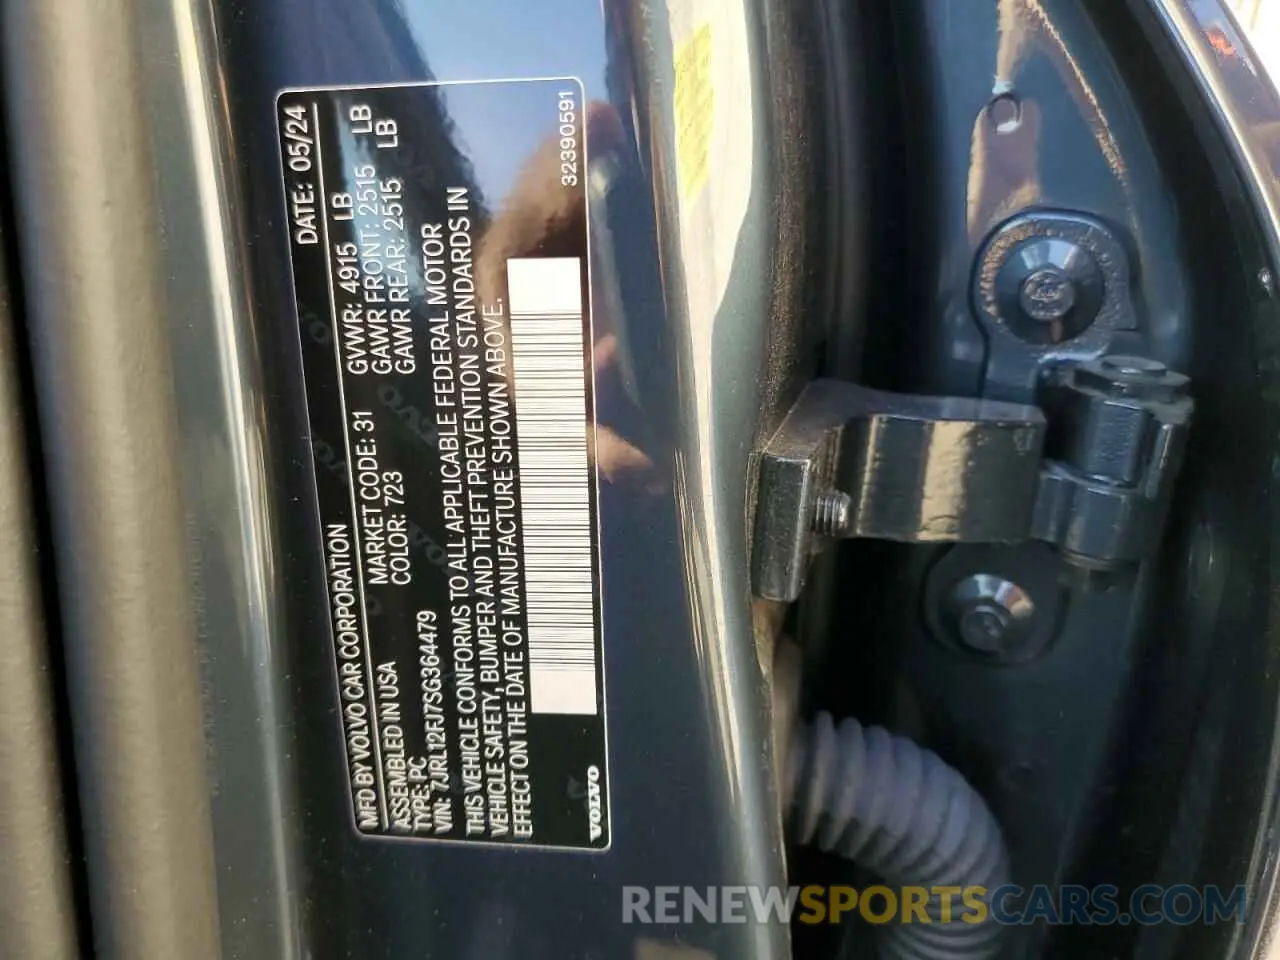 MFD BY VOLVO CAR CORPORATION
DATE: 05/24
ASSEMBLED IN USA
MARKET CODE: 31
GVWR: 4915 LB
TYPE: PC
COLOR: 723
GAWR FRONT: 2515 LB
VIN: 7JRL12FJ7SG364479
GAWR REAR: 2515 LB
THIS VEHICLE CONFORMS TO ALL APPLICABLE FEDERAL MOTOR
VEHICLE SAFETY, BUMPER AND THEFT PREVENTION STANDARDS IN
EFFECT ON THE DATE OF MANUFACTURE SHOWN ABOVE.
VOLVO
32390591
RENEWSPORTSCARS.COM